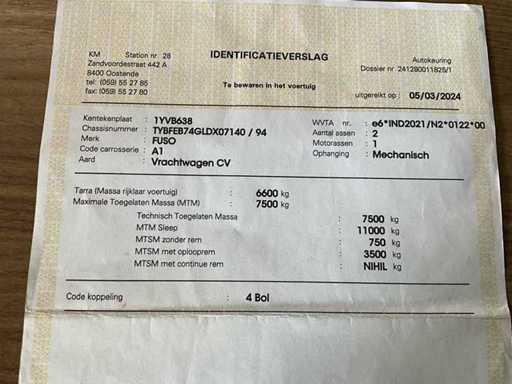 IDENTIFICATIEVERSLAG
KM Station nr. 28
Zandvoordestraat 442 A
8400 Oostende
tel: (059) 55 27 85
fax: (059) 55 27 80
Te bewaren in het voertuig
Autokeuring
Dossier nr 241280011825/1
uitgereikt op : 05/03/2024
Kentekenplaat : 1YVB638
Chassisnummer : TYBFEB74GLDX07140 / 94
Merk : FUSO
Code carrosserie : A1
Aard : Vrachtwagen CV
WVTA nr. : e6*IND2021/N2*0122*00
Aantal assen : 2
Motorassen : 1
Ophanging : Mechanisch
Tarra (Massa rijklaar voertuig) : 6600 kg
Maximale Toegelaten Massa (MTM) : 7500 kg
Technisch Toegelaten Massa : 7500 kg
MTM Sleep : 11000 kg
MTSM zonder rem : 750 kg
MTSM met oplooprem : 3500 kg
MTSM met continue rem : NIHIL kg
Code koppeling : 4 Bol